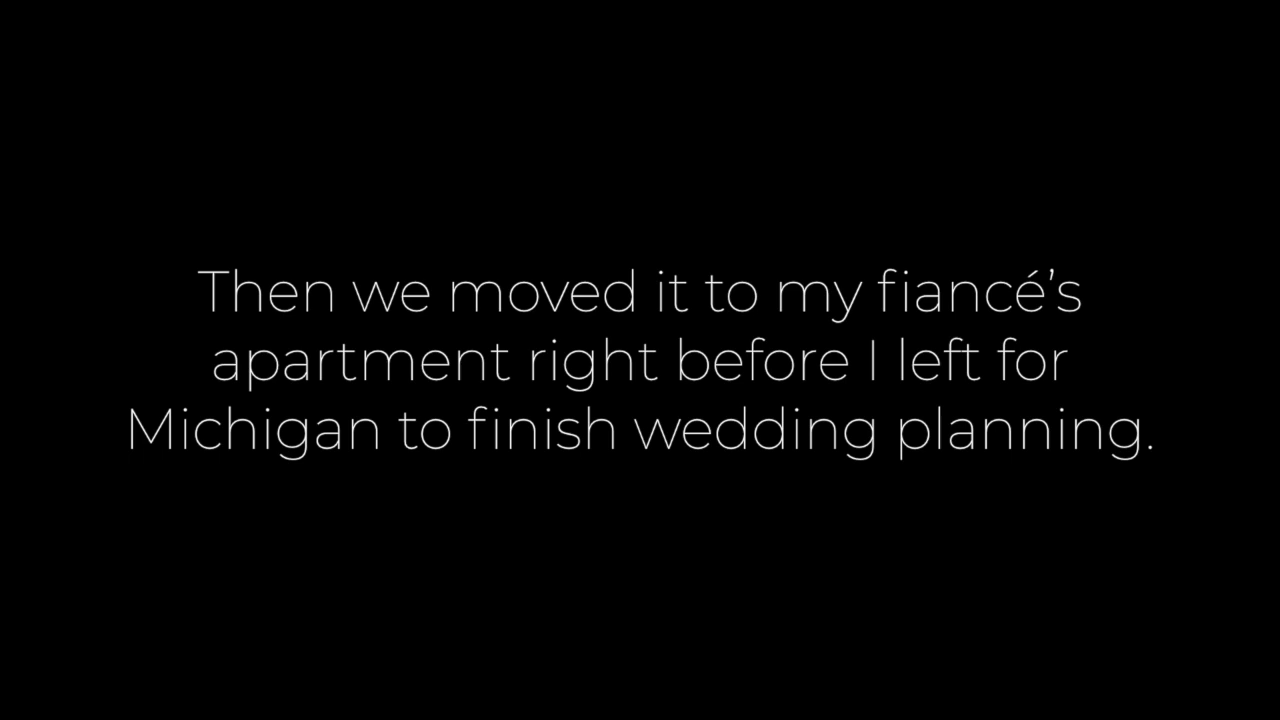 Then we moved it to my fiancé’s
apartment right before I left for
Michigan to finish wedding planning.